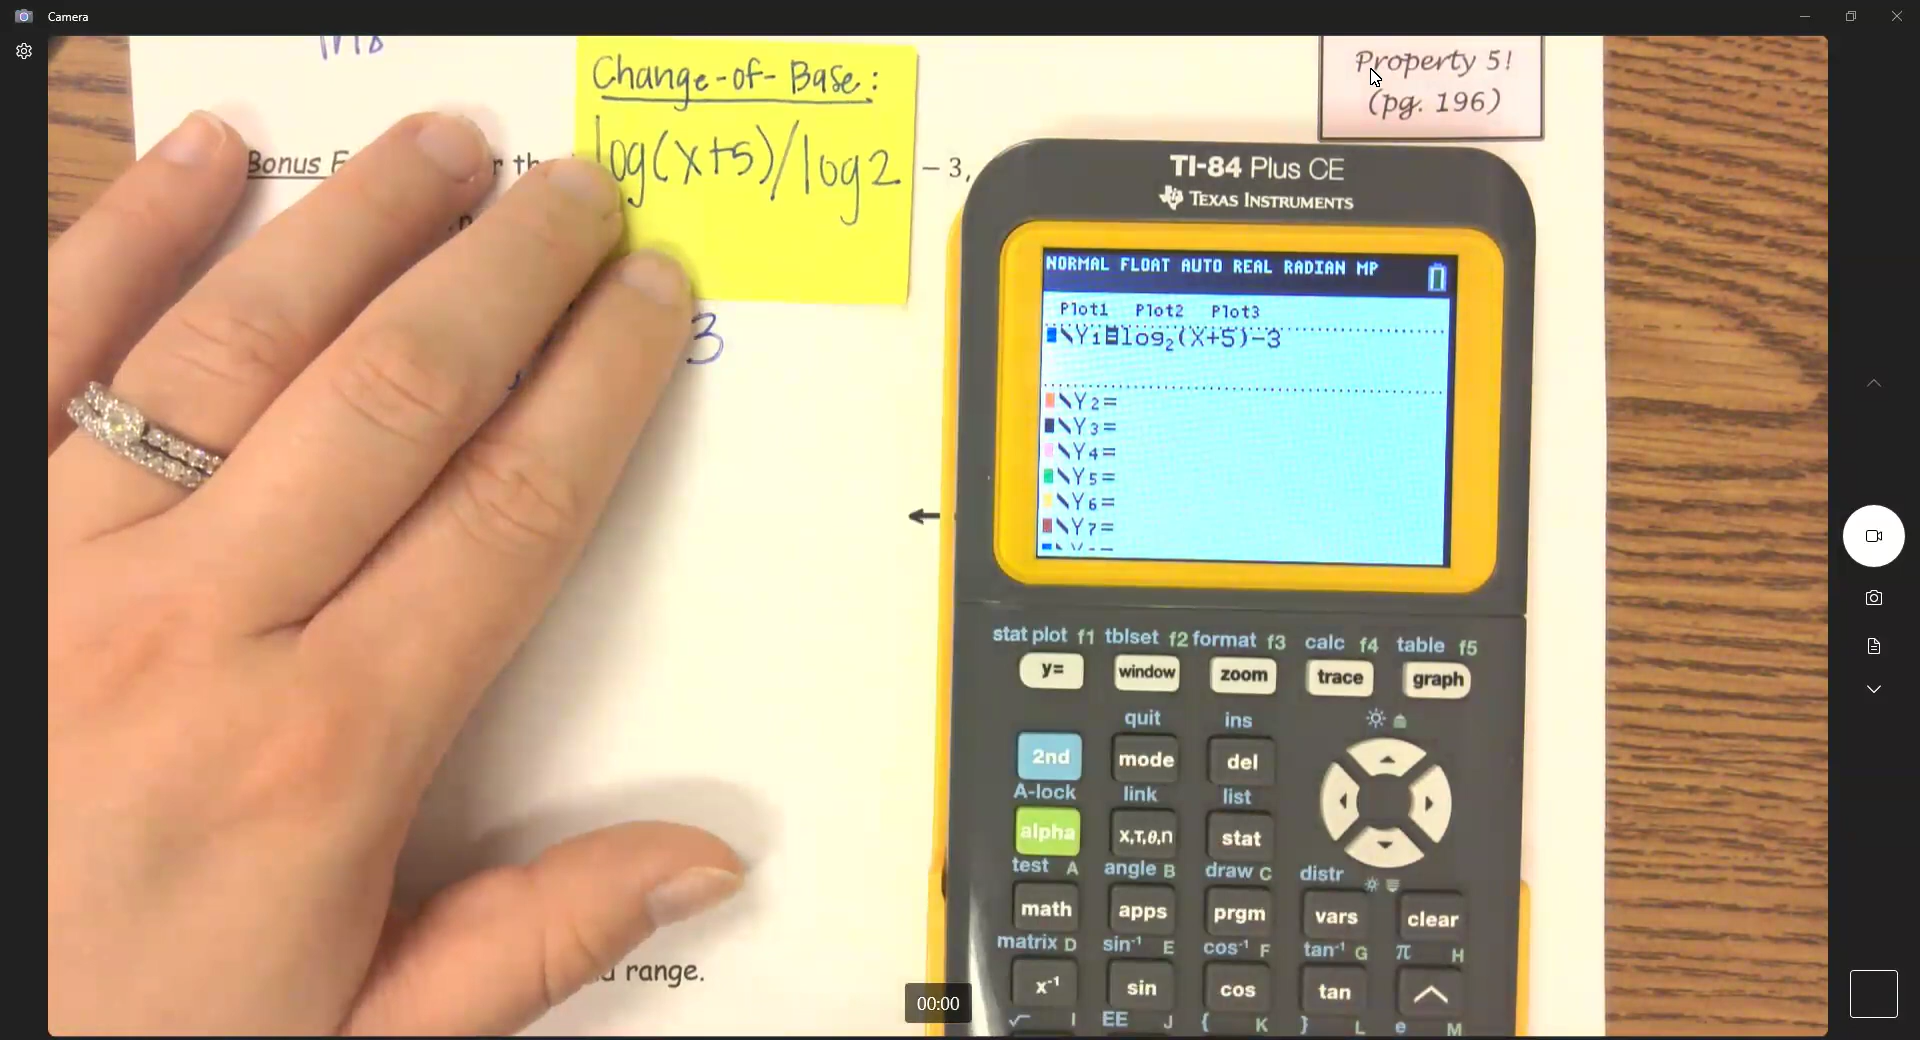 Camera
Property 5!
(pg. 196)
Change-of-Base:
log(x+5)/log2
Bonus
- 3,
3
range.
TI-84 Plus CE
TEXAS INSTRUMENTS
NORMAL FLOAT AUTO REAL RADIAN MP
Plot1 Plot2 Plot3
\Y₁=log₂(X+5)-3
\Y₂=
\Y₃=
\Y₄=
\Y₅=
\Y₆=
\Y₇=
stat plot f1 tblset f2 format f3 calc f4 table f5
y= window zoom trace graph
quit ins
2nd mode del
A-lock link list
alpha X,T,θ,n stat
test A angle B draw C distr
math apps prgm vars clear
matrix D sin⁻¹ E cos⁻¹ F tan⁻¹ G π H
x⁻¹ sin cos tan ^
√ I EE J { K } L e M
00:00